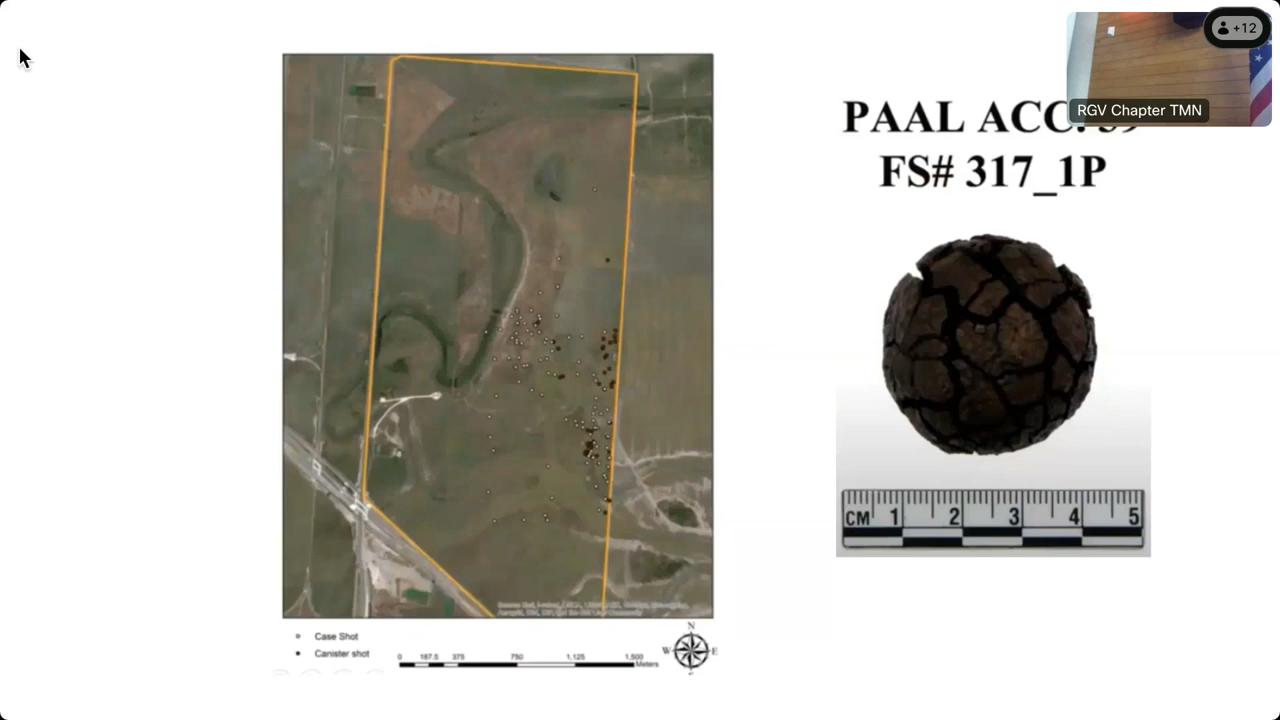 +12
RGV Chapter TMN
PAAL ACC.
FS# 317_1P
CM 1 2 3 4 5
Case Shot
Canister shot
0 187.5 375 750 1,125 1,500
Meters
N
W E